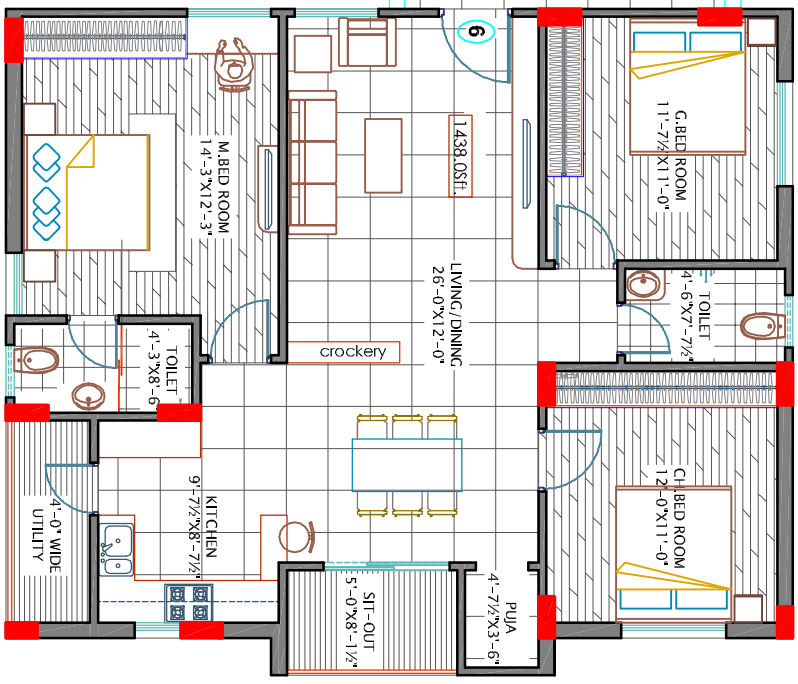 6
M.BED ROOM
14'-3"X12'-3"
1438.0Sft.
G.BED ROOM
11'-7½"X11'-0"
LIVING/DINING
26'-0"X12'-0"
TOILET
4'-6"X7'-7½"
TOILET
4'-3"X8'-6
crockery
KITCHEN
9'-7½"X8'-7½"
4'-0" WIDE
UTILITY
CH.BED ROOM
12'-0"X11'-0"
SIT-OUT
5'-0"X8'-1½"
PUJA
4'-7½"X3'-6"